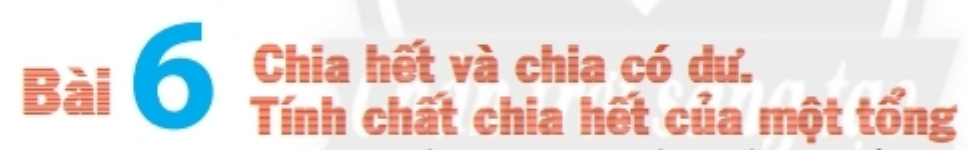 Bài 6
Chia hết và chia có dư.
Tính chất chia hết của một tổng